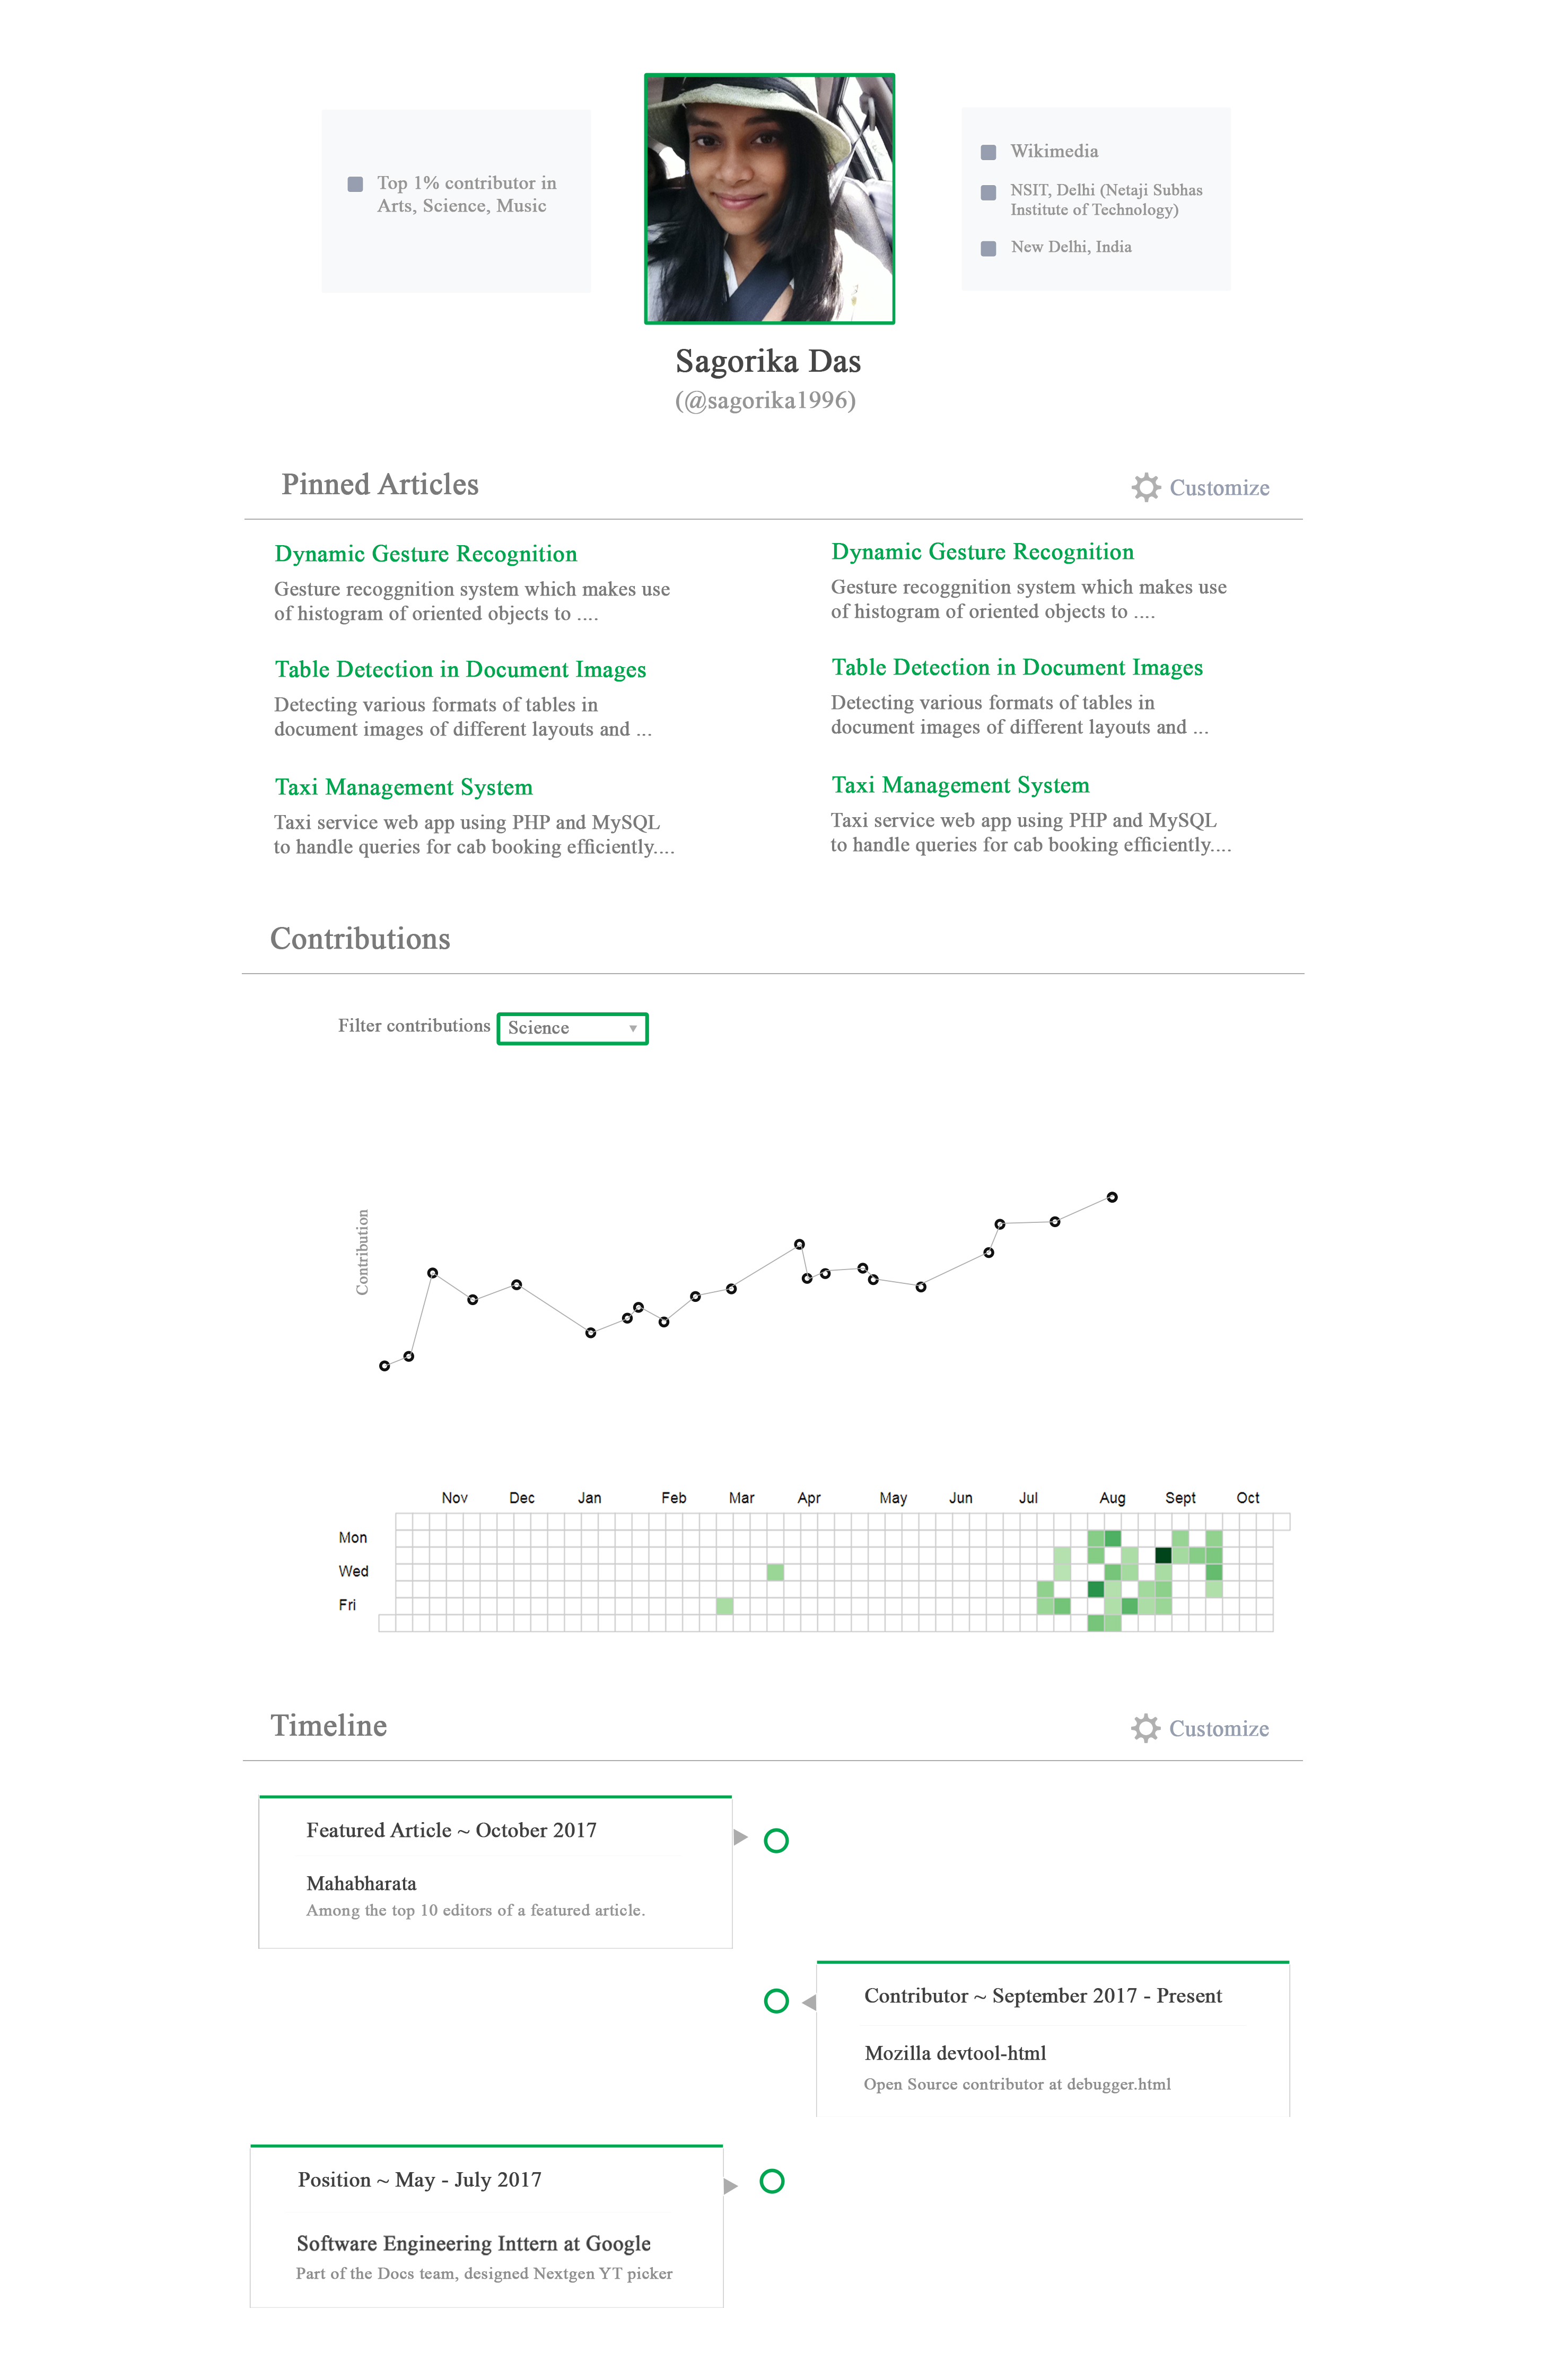 Top 1% contributor in
Arts, Science, Music
Wikimedia
NSIT, Delhi (Netaji Subhas
Institute of Technology)
New Delhi, India
Sagorika Das
(@sagorika1996)
Pinned Articles
Customize
Dynamic Gesture Recognition
Gesture recoggnition system which makes use
of histogram of oriented objects to ....
Table Detection in Document Images
Detecting various formats of tables in
document images of different layouts and ...
Taxi Management System
Taxi service web app using PHP and MySQL
to handle queries for cab booking efficiently....
Dynamic Gesture Recognition
Gesture recoggnition system which makes use
of histogram of oriented objects to ....
Table Detection in Document Images
Detecting various formats of tables in
document images of different layouts and ...
Taxi Management System
Taxi service web app using PHP and MySQL
to handle queries for cab booking efficiently....
Contributions
Filter contributions Science
Contribution
Nov Dec Jan Feb Mar Apr May Jun Jul Aug Sept Oct
Mon
Wed
Fri
Timeline
Customize
Featured Article ~ October 2017
Mahabharata
Among the top 10 editors of a featured article.
Contributor ~ September 2017 - Present
Mozilla devtool-html
Open Source contributor at debugger.html
Position ~ May - July 2017
Software Engineering Inttern at Google
Part of the Docs team, designed Nextgen YT picker